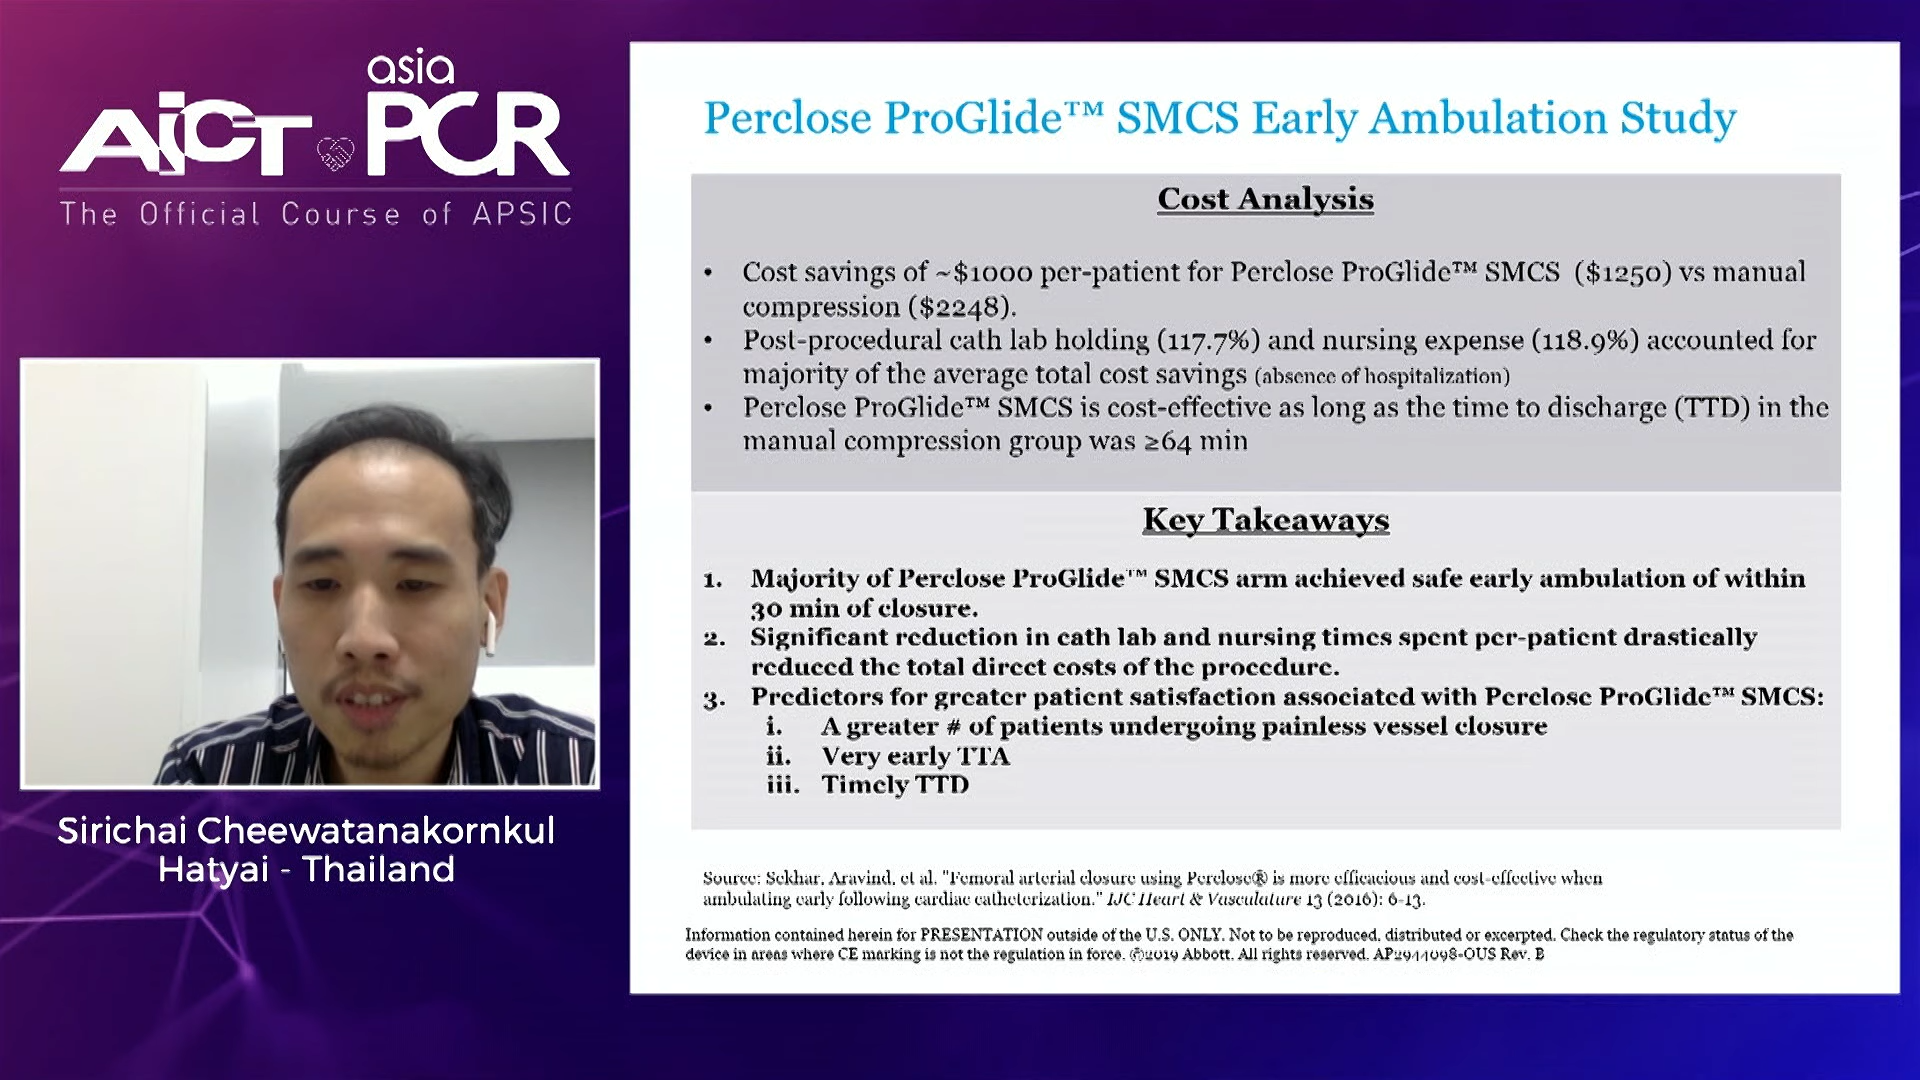 asia
AICT PCR
The Official Course of APSIC
Sirichai Cheewatanakornkul
Hatyai - Thailand
Perclose ProGlide™ SMCS Early Ambulation Study
Cost Analysis
• Cost savings of ~$1000 per-patient for Perclose ProGlide™ SMCS ($1250) vs manual
compression ($2248).
• Post-procedural cath lab holding (117.7%) and nursing expense (118.9%) accounted for
majority of the average total cost savings (absence of hospitalization)
• Perclose ProGlide™ SMCS is cost-effective as long as the time to discharge (TTD) in the
manual compression group was ≥64 min
Key Takeaways
1. Majority of Perclose ProGlide™ SMCS arm achieved safe early ambulation of within
30 min of closure.
2. Significant reduction in cath lab and nursing times spent per-patient drastically
reduced the total direct costs of the procedure.
3. Predictors for greater patient satisfaction associated with Perclose ProGlide™ SMCS:
i. A greater # of patients undergoing painless vessel closure
ii. Very early TTA
iii. Timely TTD
Source: Sekhar, Aravind, et al. "Femoral arterial closure using Perclose® is more efficacious and cost-effective when
ambulating early following cardiac catheterization." IJC Heart & Vasculature 13 (2016): 6-13.
Information contained herein for PRESENTATION outside of the U.S. ONLY. Not to be reproduced, distributed or excerpted. Check the regulatory status of the
device in areas where CE marking is not the regulation in force. ©2019 Abbott. All rights reserved. AP2944098-OUS Rev. B